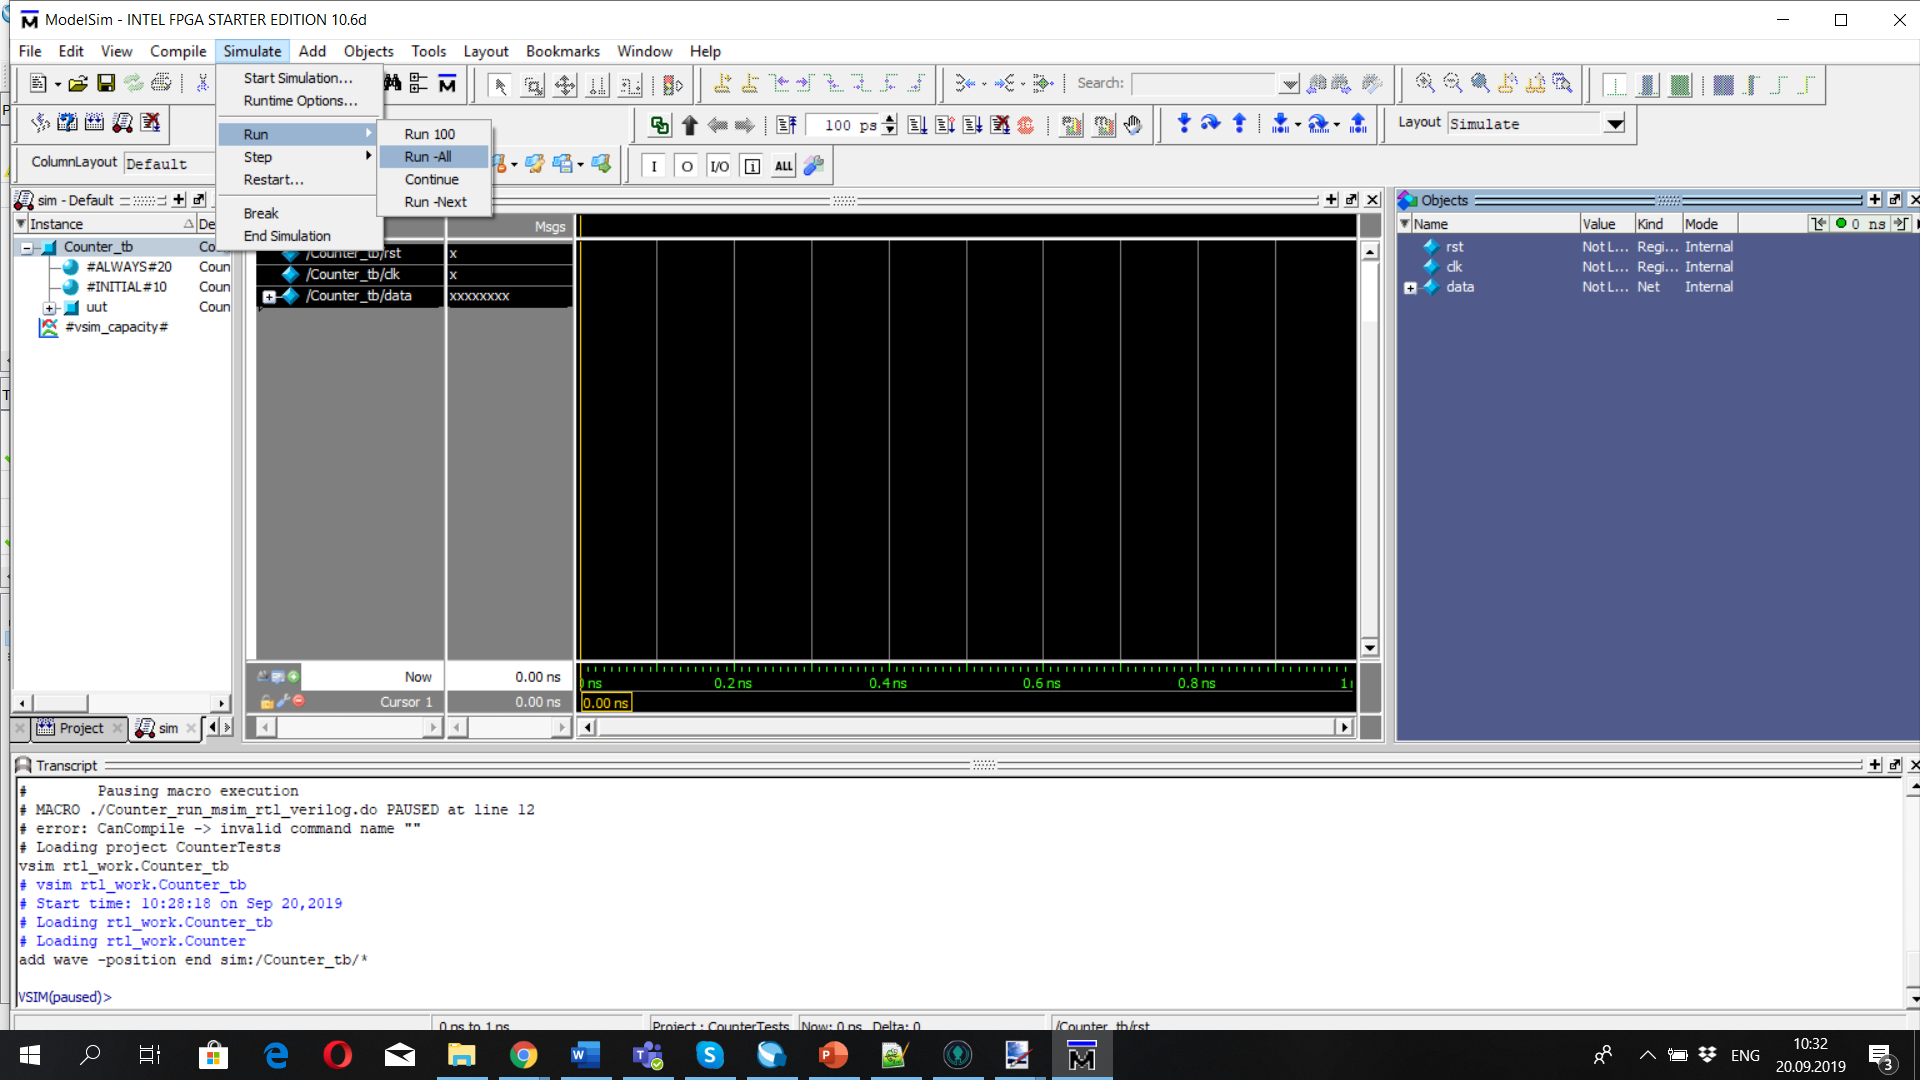 ModelSim - INTEL FPGA STARTER EDITION 10.6d
File Edit View Compile Simulate Add Objects Tools Layout Bookmarks Window Help
Start Simulation...
Runtime Options...
Run
Step
Restart...
Break
End Simulation
Run 100
Run -All
Continue
Run -Next
Search:
100 ps
Layout Simulate
ColumnLayout Default
I O I/O i ALL
sim - Default
Instance De
Counter_tb Co
#ALWAYS#20 Coun
#INITIAL#10 Coun
uut Coun
#vsim_capacity#
Msgs
/Counter_tb/rst x
/Counter_tb/clk x
/Counter_tb/data xxxxxxxx
Now 0.00 ns
Cursor 1 0.00 ns
ns 0.2 ns 0.4 ns 0.6 ns 0.8 ns 1
0.00 ns
Objects
Name Value Kind Mode 0 ns
rst Not L... Regi... Internal
clk Not L... Regi... Internal
data Not L... Net Internal
Project sim
Transcript
# Pausing macro execution
# MACRO ./Counter_run_msim_rtl_verilog.do PAUSED at line 12
# error: CanCompile -> invalid command name ""
# Loading project CounterTests
vsim rtl_work.Counter_tb
# vsim rtl_work.Counter_tb
# Start time: 10:28:18 on Sep 20,2019
# Loading rtl_work.Counter_tb
# Loading rtl_work.Counter
add wave -position end sim:/Counter_tb/*
VSIM(paused)>
0 ps to 1 ns Project : CounterTests Now: 0 ps Delta: 0 /Counter_tb/rst
ENG
10:32
20.09.2019
3